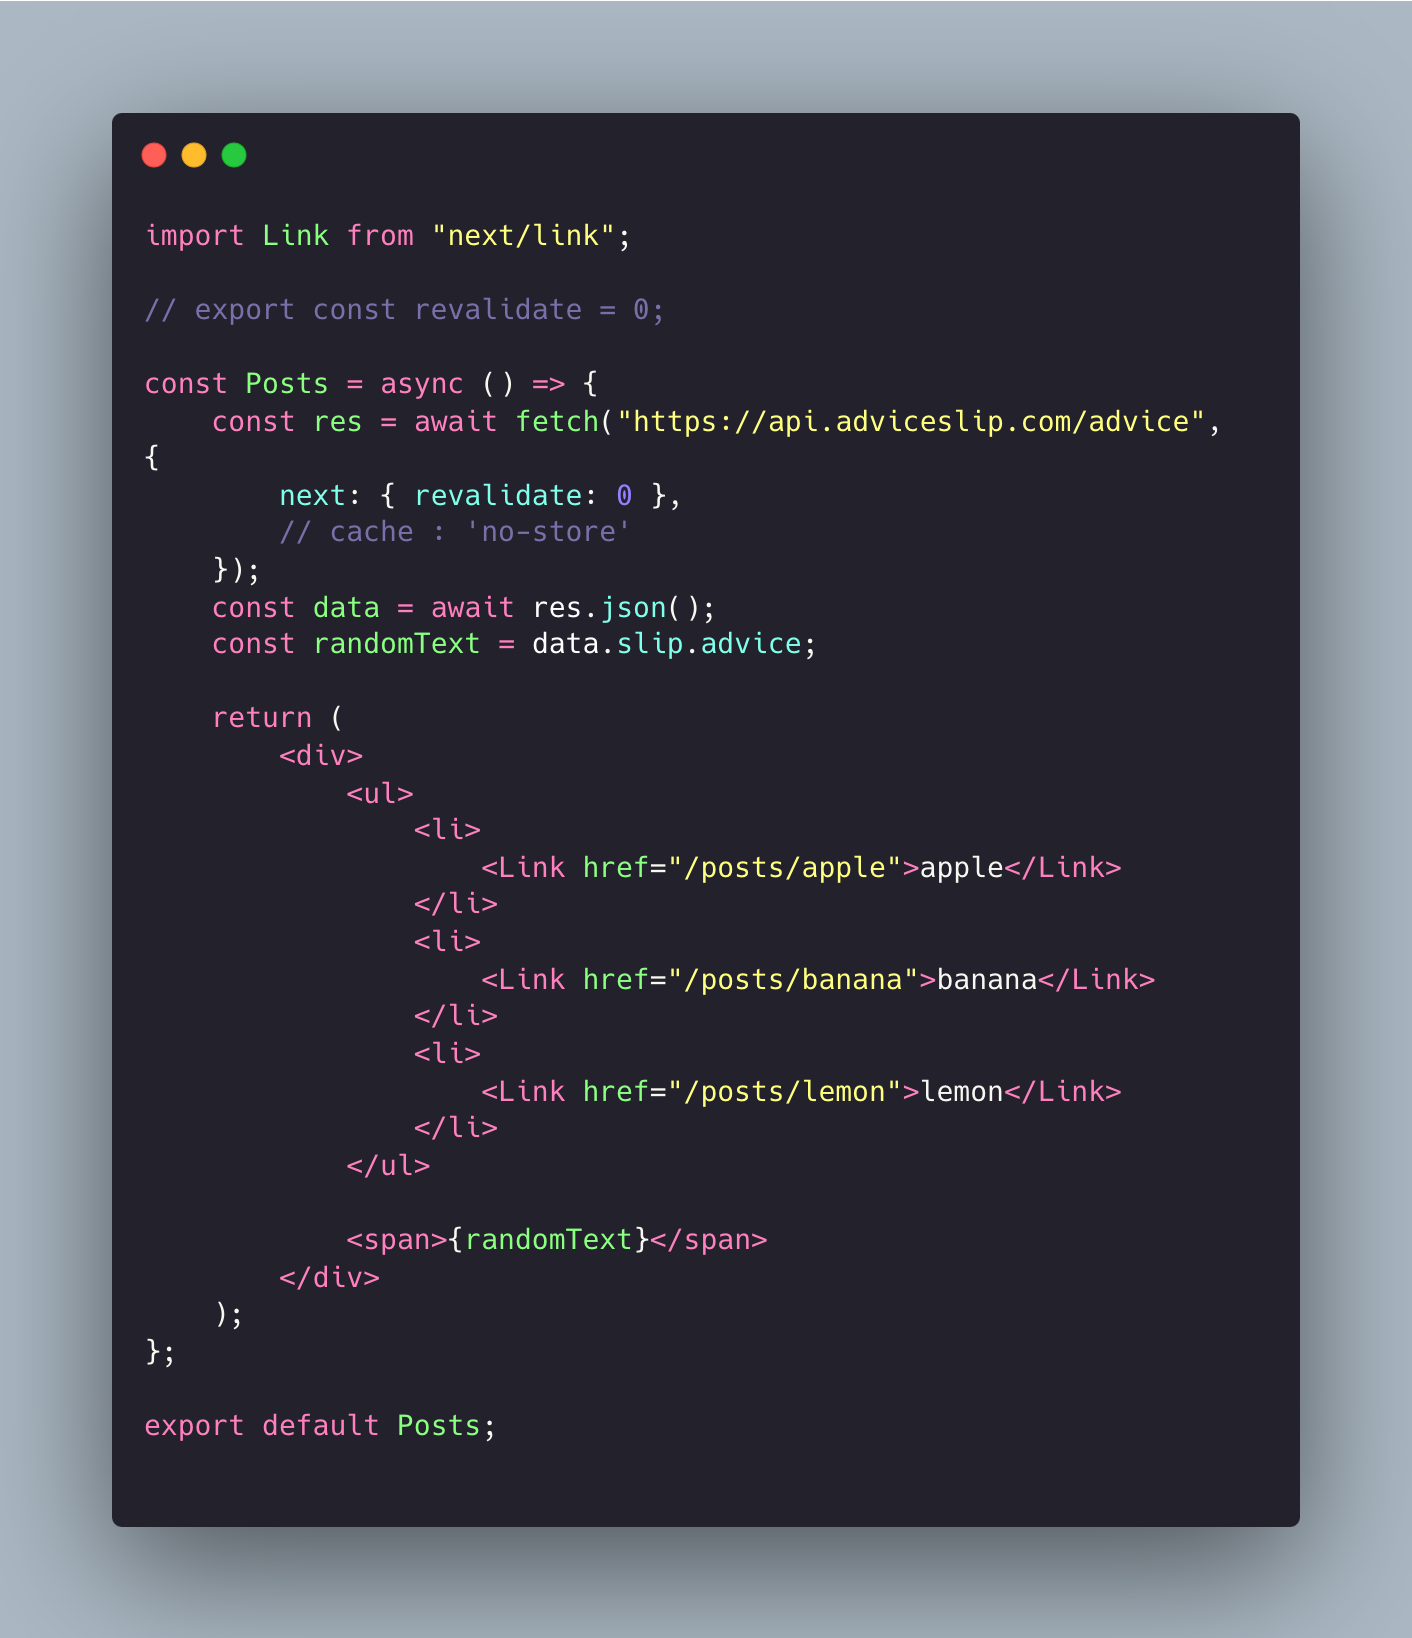 import Link from "next/link";

// export const revalidate = 0;

const Posts = async () => {
    const res = await fetch("https://api.adviceslip.com/advice",
{
        next: { revalidate: 0 },
        // cache : 'no-store'
    });
    const data = await res.json();
    const randomText = data.slip.advice;

    return (
        <div>
            <ul>
                <li>
                    <Link href="/posts/apple">apple</Link>
                </li>
                <li>
                    <Link href="/posts/banana">banana</Link>
                </li>
                <li>
                    <Link href="/posts/lemon">lemon</Link>
                </li>
            </ul>

            <span>{randomText}</span>
        </div>
    );
};

export default Posts;